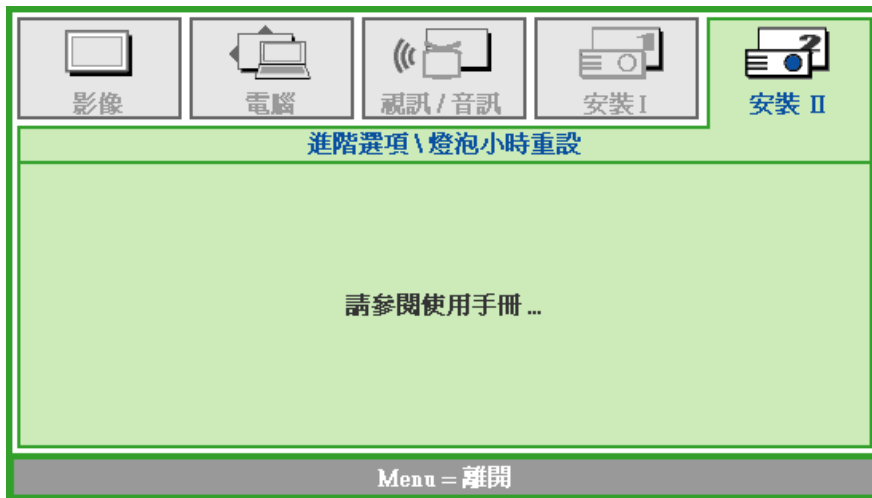 影像
電腦
視訊 / 音訊
安裝 I
2
安裝 II
進階選項 \ 燈泡小時重設
請參閱使用手冊 ...
Menu = 離開